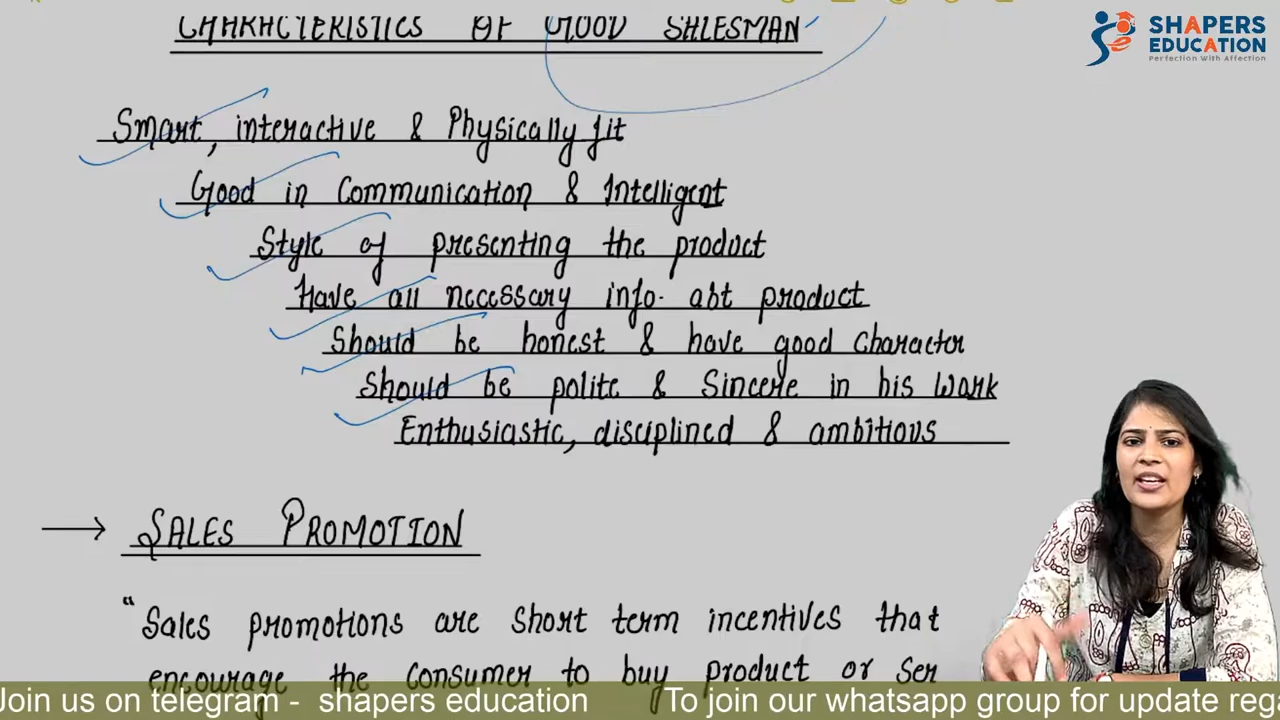 CHARACTERISTICS OF GOOD SALESMAN
SHAPERS
EDUCATION
Perfection With Affection
Smart, interactive & Physically fit
Good in Communication & Intelligent
Style of presenting the product
Have all necessary info. abt product
Should be honest & have good character
Should be polite & Sincere in his work
Enthusiastic, disciplined & ambitious
→ SALES PROMOTION
"Sales promotions are short term incentives that
encourage the consumer to buy product or ser
Join us on telegram - shapers education To join our whatsapp group for update rega